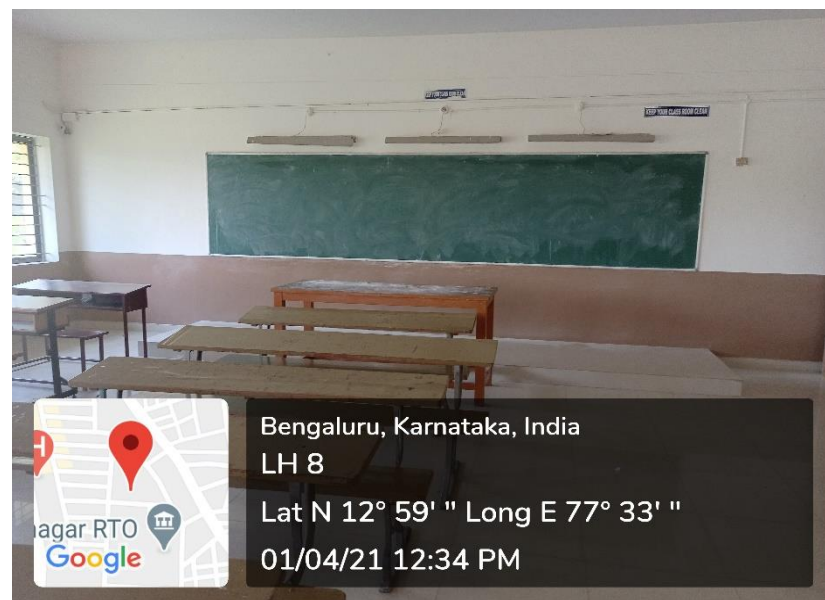 KEEP YOUR CLASS ROOM CLEAN
Bengaluru, Karnataka, India
LH 8
Lat N 12° 59' " Long E 77° 33' "
01/04/21 12:34 PM
H
nagar RTO
Google